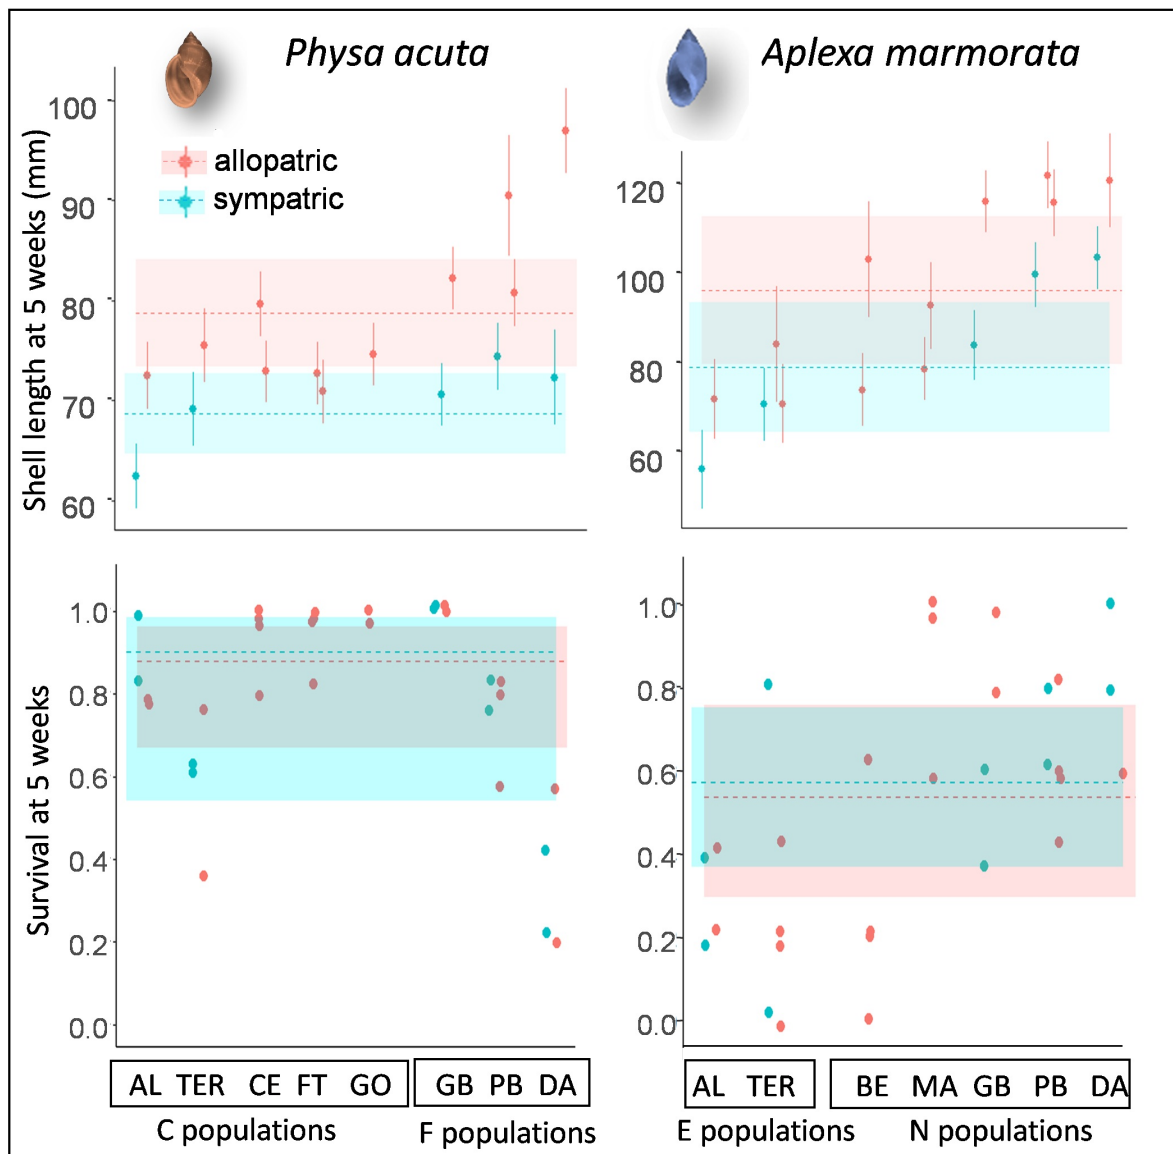 Physa acuta
Aplexa marmorata
Shell length at 5 weeks (mm)
100
90
80
70
60
allopatric
sympatric
120
100
80
60
Survival at 5 weeks
1.0
0.8
0.6
0.4
0.2
0.0
1.0
0.8
0.6
0.4
0.2
0.0
AL TER CE FT GO GB PB DA
C populations F populations
AL TER BE MA GB PB DA
E populations N populations